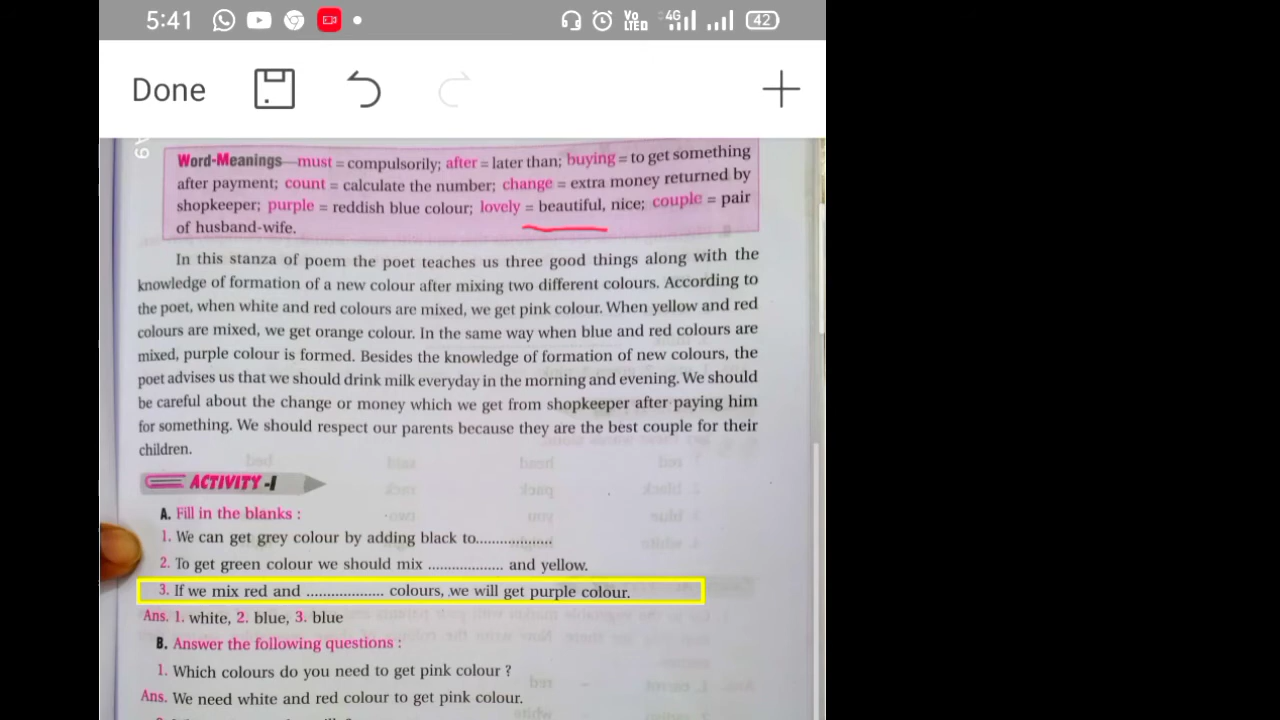 5:41 Vo LTED 4G 42
Done
Word-Meanings—must = compulsorily; after = later than; buying = to get something
after payment; count = calculate the number; change = extra money returned by
shopkeeper; purple = reddish blue colour; lovely = beautiful, nice; couple = pair
of husband-wife.
In this stanza of poem the poet teaches us three good things along with the
knowledge of formation of a new colour after mixing two different colours. According to
the poet, when white and red colours are mixed, we get pink colour. When yellow and red
colours are mixed, we get orange colour. In the same way when blue and red colours are
mixed, purple colour is formed. Besides the knowledge of formation of new colours, the
poet advises us that we should drink milk everyday in the morning and evening. We should
be careful about the change or money which we get from shopkeeper after paying him
for something. We should respect our parents because they are the best couple for their
children.
ACTIVITY-I
A. Fill in the blanks :
1. We can get grey colour by adding black to..................
2. To get green colour we should mix .................. and yellow.
3. If we mix red and .................. colours, we will get purple colour.
Ans. 1. white, 2. blue, 3. blue
B. Answer the following questions :
1. Which colours do you need to get pink colour ?
Ans. We need white and red colour to get pink colour.